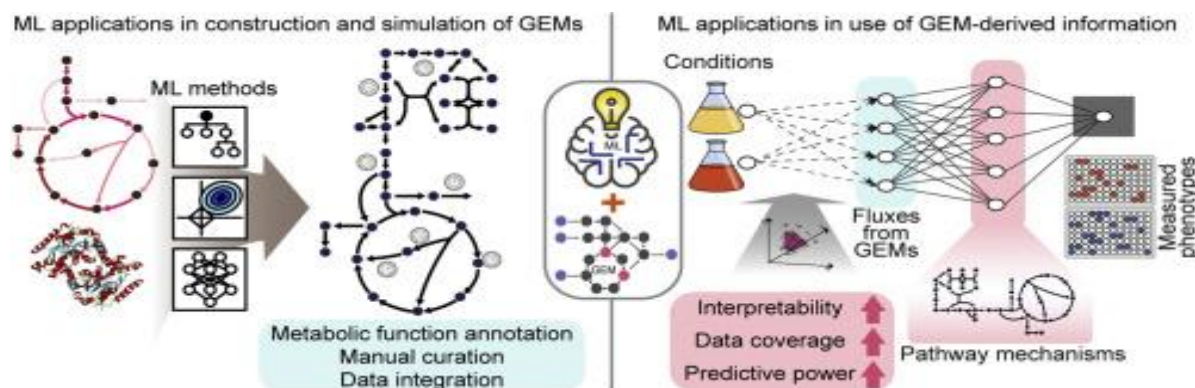 ML applications in construction and simulation of GEMs
ML methods
Metabolic function annotation
Manual curation
Data integration
ML
GEM
ML applications in use of GEM-derived information
Conditions
Fluxes
from
GEMs
Measured
phenotypes
Interpretability
Data coverage
Predictive power
Pathway mechanisms